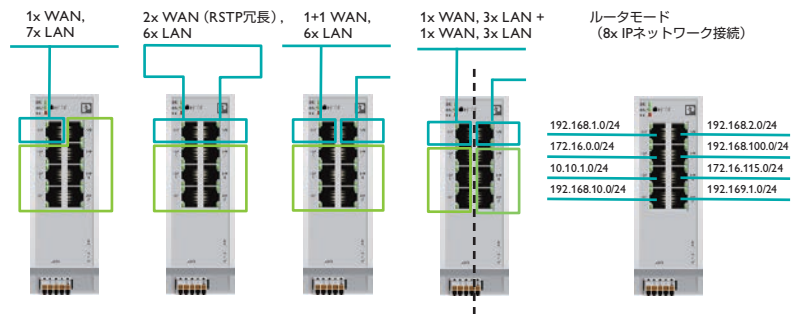 1x WAN,
7x LAN
2x WAN（RSTP冗長）,
6x LAN
1+1 WAN,
6x LAN
1x WAN, 3x LAN +
1x WAN, 3x LAN
ルータモード
（8x IPネットワーク接続）
192.168.1.0/24
192.168.2.0/24
172.16.0.0/24
192.168.100.0/24
10.10.1.0/24
172.16.115.0/24
192.168.10.0/24
192.169.1.0/24